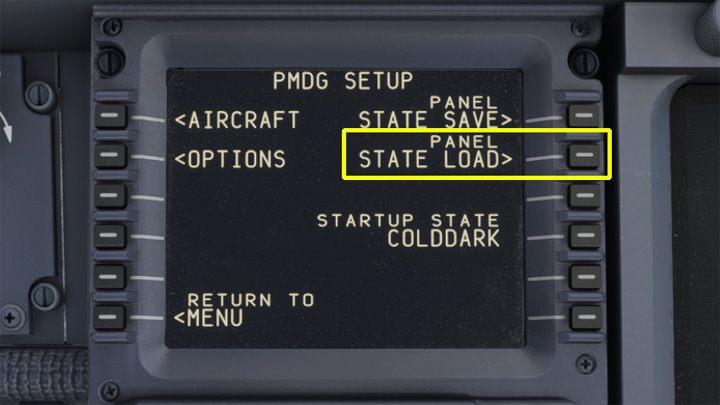 PMDG SETUP
PANEL
<AIRCRAFT STATE SAVE>
PANEL
<OPTIONS STATE LOAD>
STARTUP STATE
COLDDARK
RETURN TO
<MENU